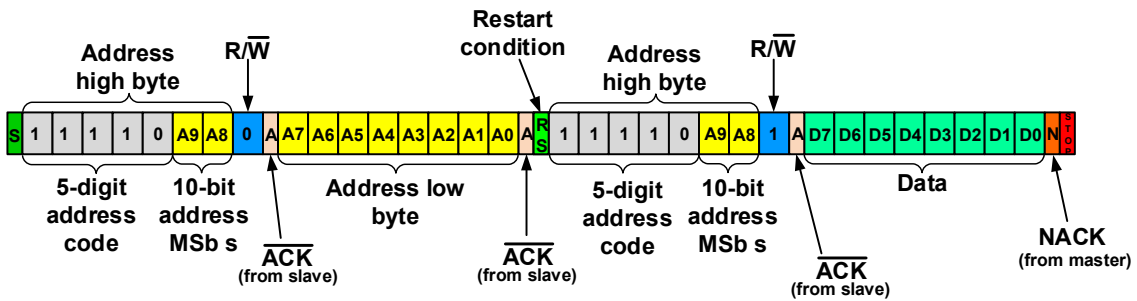 Restart
condition
Address
high byte
R/W̅
Address
high byte
R/W̅
S 1 1 1 1 0 A9 A8 0 A A7 A6 A5 A4 A3 A2 A1 A0 A RS 1 1 1 1 0 A9 A8 1 A D7 D6 D5 D4 D3 D2 D1 D0 N STOP
5-digit
address
code
10-bit
address
MSb s
Address low
byte
A̅C̅K̅
(from slave)
A̅C̅K̅
(from slave)
5-digit
address
code
10-bit
address
MSb s
A̅C̅K̅
(from slave)
Data
NACK
(from master)